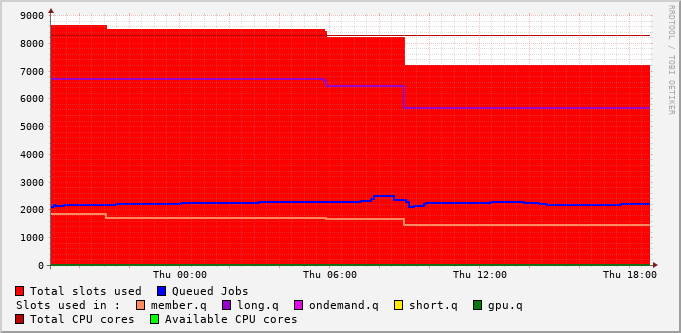 9000
8000
7000
6000
5000
4000
3000
2000
1000
0
Thu 00:00 Thu 06:00 Thu 12:00 Thu 18:00
RRDTOOL / TOBI OETIKER
Total slots used Queued Jobs
Slots used in : member.q long.q ondemand.q short.q gpu.q
Total CPU cores Available CPU cores